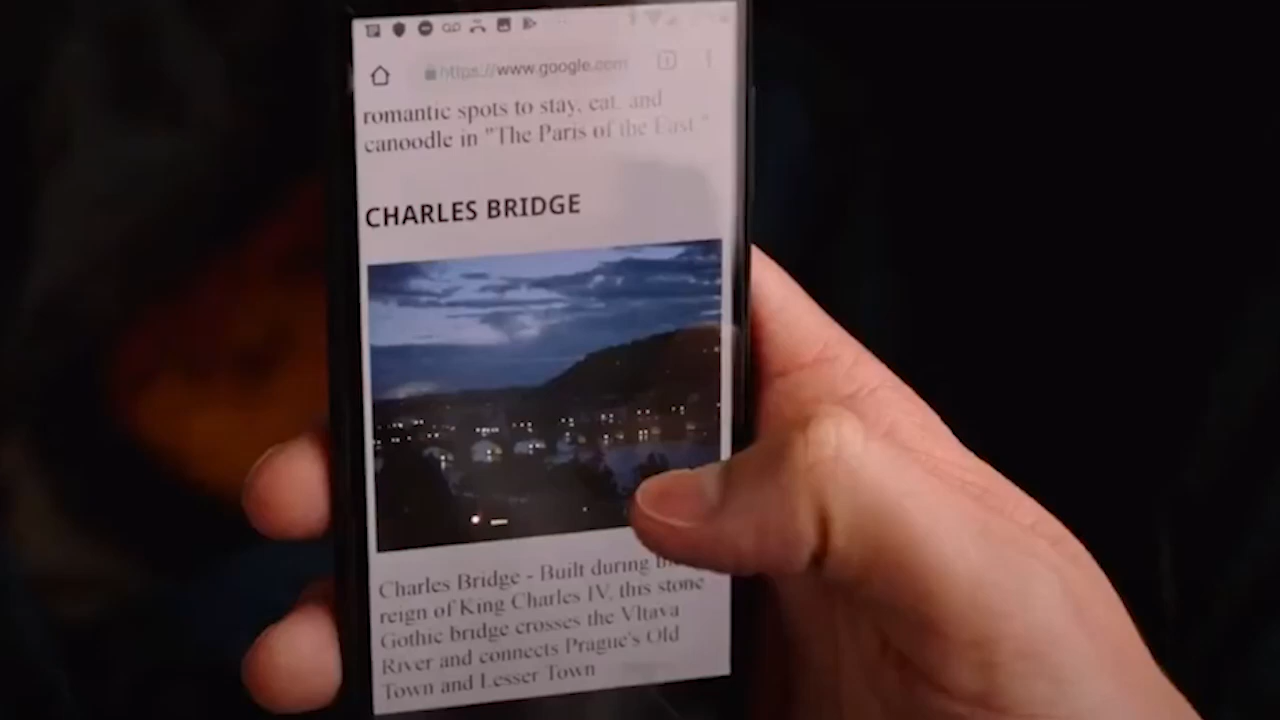 https://www.google.com
romantic spots to stay, eat, and
canoodle in "The Paris of the East."
CHARLES BRIDGE
Charles Bridge - Built during
reign of King Charles IV, this stone
Gothic bridge crosses the Vltava
River and connects Prague's Old
Town and Lesser Town